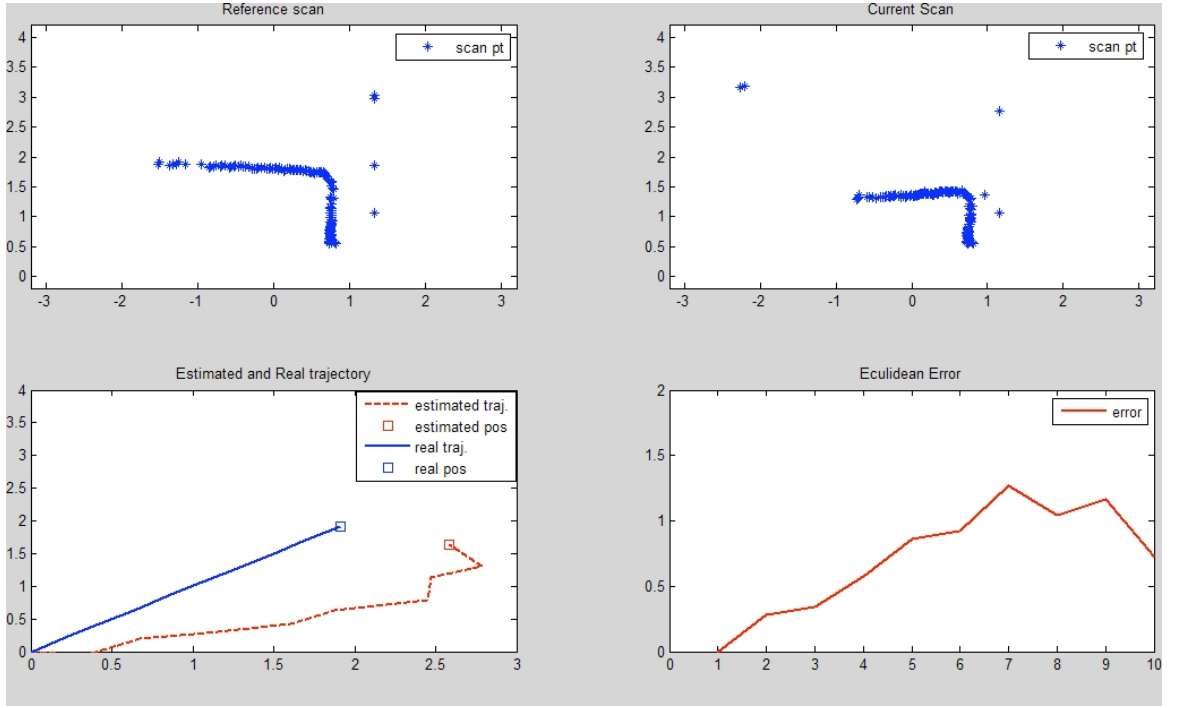 Reference scan
4
3.5
3
2.5
2
1.5
1
0.5
0
-3 -2 -1 0 1 2 3
scan pt
Current Scan
4
3.5
3
2.5
2
1.5
1
0.5
0
-3 -2 -1 0 1 2 3
scan pt
Estimated and Real trajectory
4
3.5
3
2.5
2
1.5
1
0.5
0
0 0.5 1 1.5 2 2.5 3
estimated traj.
estimated pos
real traj.
real pos
Eculidean Error
2
1.5
1
0.5
0
0 1 2 3 4 5 6 7 8 9 10
error